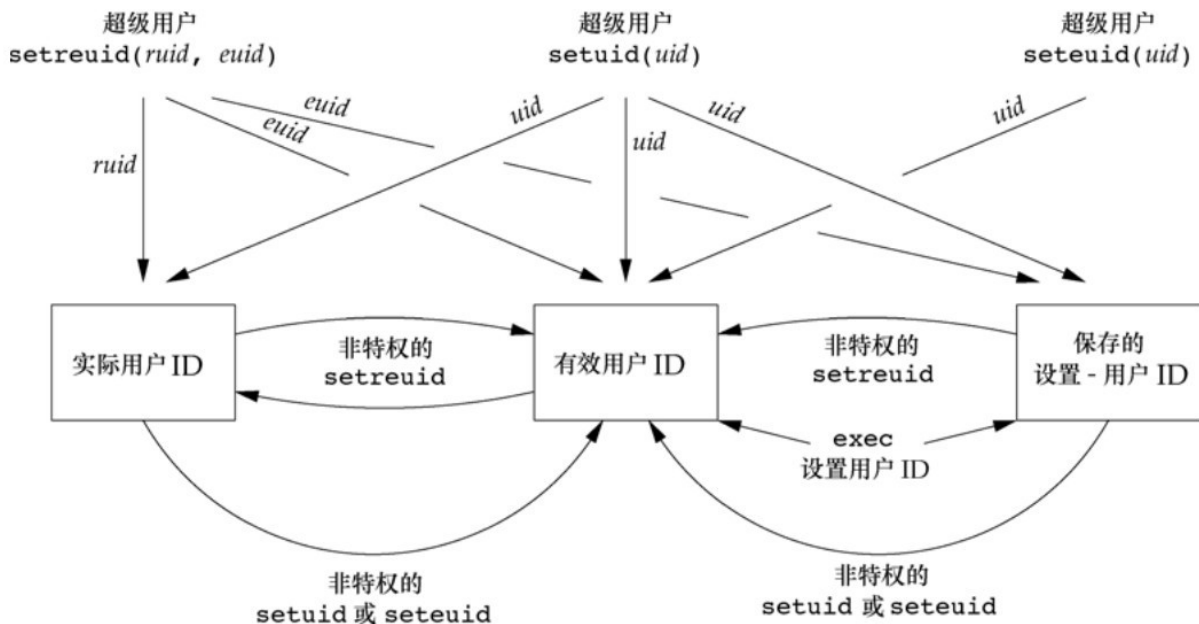 超级用户
setreuid(ruid, euid)
超级用户
setuid(uid)
超级用户
seteuid(uid)
ruid
euid
euid
uid
uid
uid
uid
实际用户 ID
非特权的
setreuid
有效用户 ID
非特权的
setreuid
保存的
设置 - 用户 ID
exec
设置用户 ID
非特权的
setuid 或 seteuid
非特权的
setuid 或 seteuid